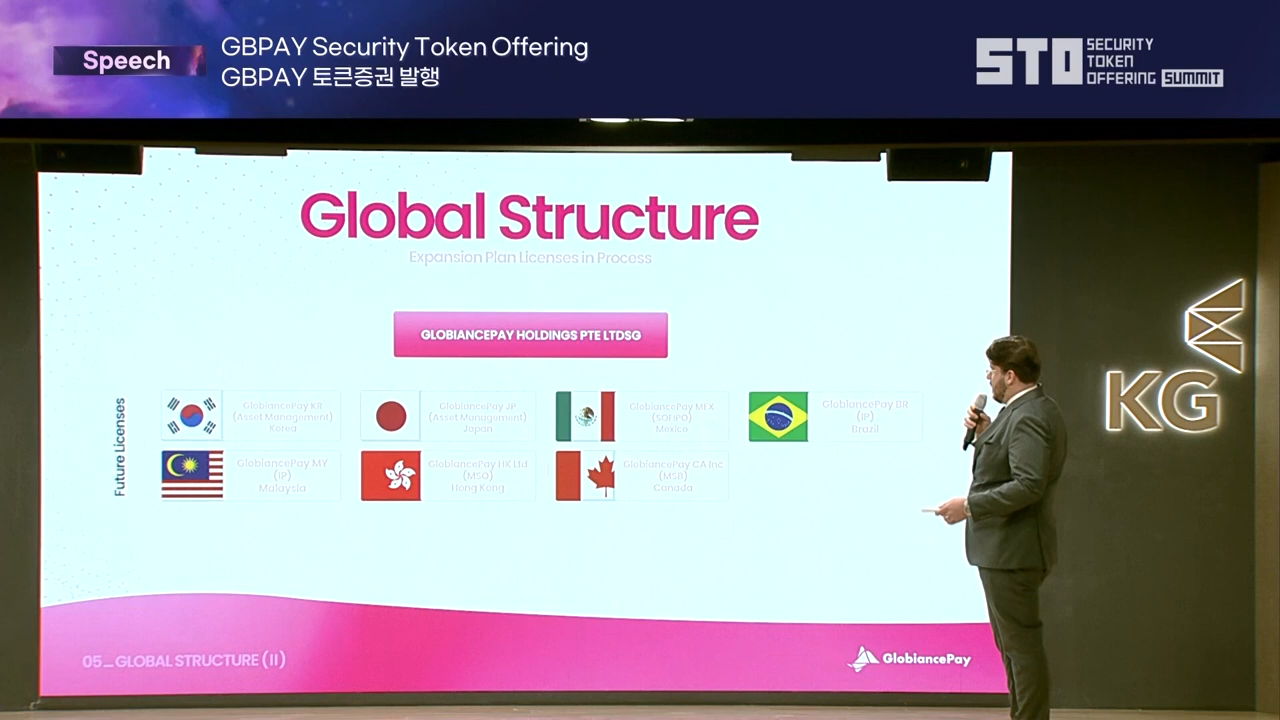 Speech
GBPAY Security Token Offering
GBPAY 토큰증권 발행
STO SECURITY
TOKEN
OFFERING SUMMIT
Global Structure
Expansion Plan Licenses in Process
GLOBIANCEPAY HOLDINGS PTE LTDSG
Future Licenses
GlobiancePay KR
(Asset Management)
Korea
GlobiancePay JP
(Asset Management)
Japan
GlobiancePay MEX
(SOFIPO)
Mexico
GlobiancePay BR
(IP)
Brazil
GlobiancePay MY
(IP)
Malaysia
GlobiancePay HK Ltd
(MSO)
Hong Kong
GlobiancePay CA Inc
(MSB)
Canada
05_GLOBAL STRUCTURE (II)
GlobiancePay
KG